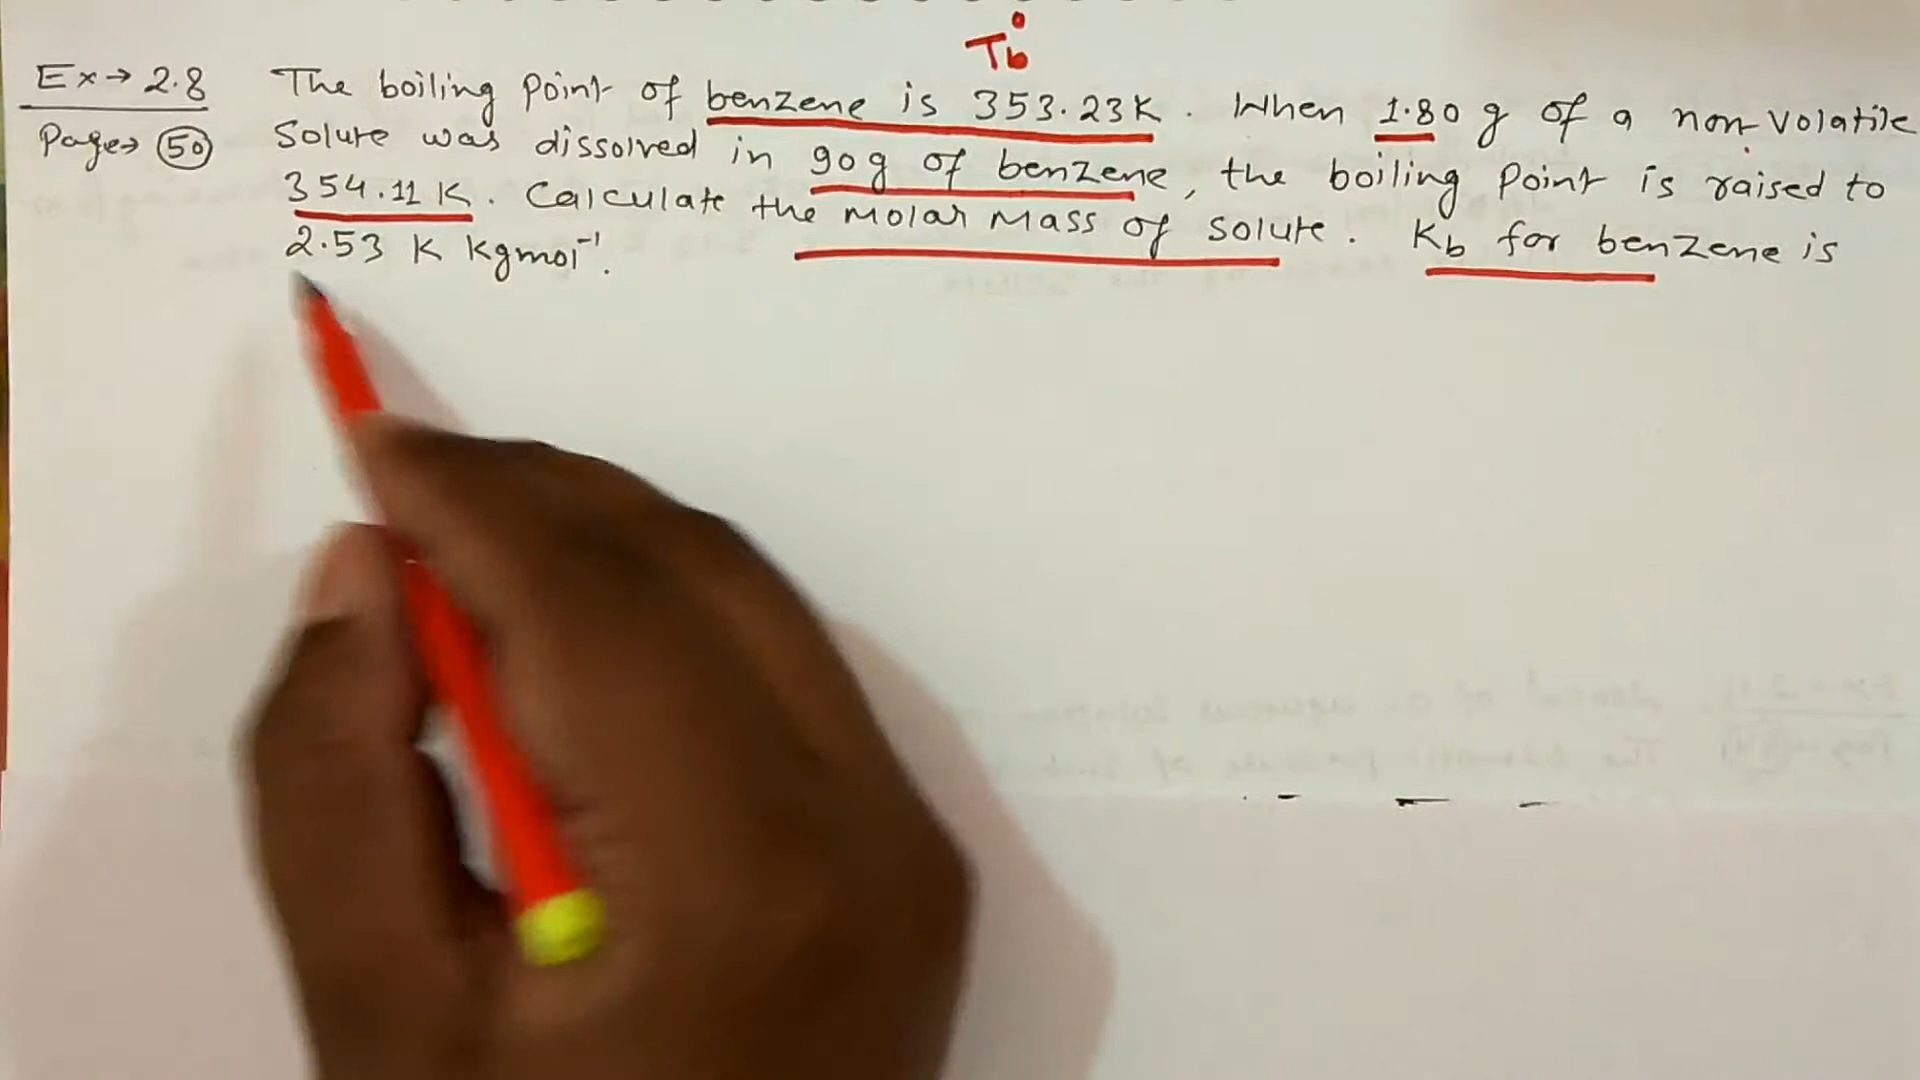 Tb°
Ex→ 2.8 The boiling point of benzene is 353.23K. When 1.80 g of a non-volatile
Page→ 50 Solute was dissolved in 90g of benzene, the boiling point is raised to
354.11 K. Calculate the molar mass of solute. Kb for benzene is
2.53 K Kgmol⁻¹.